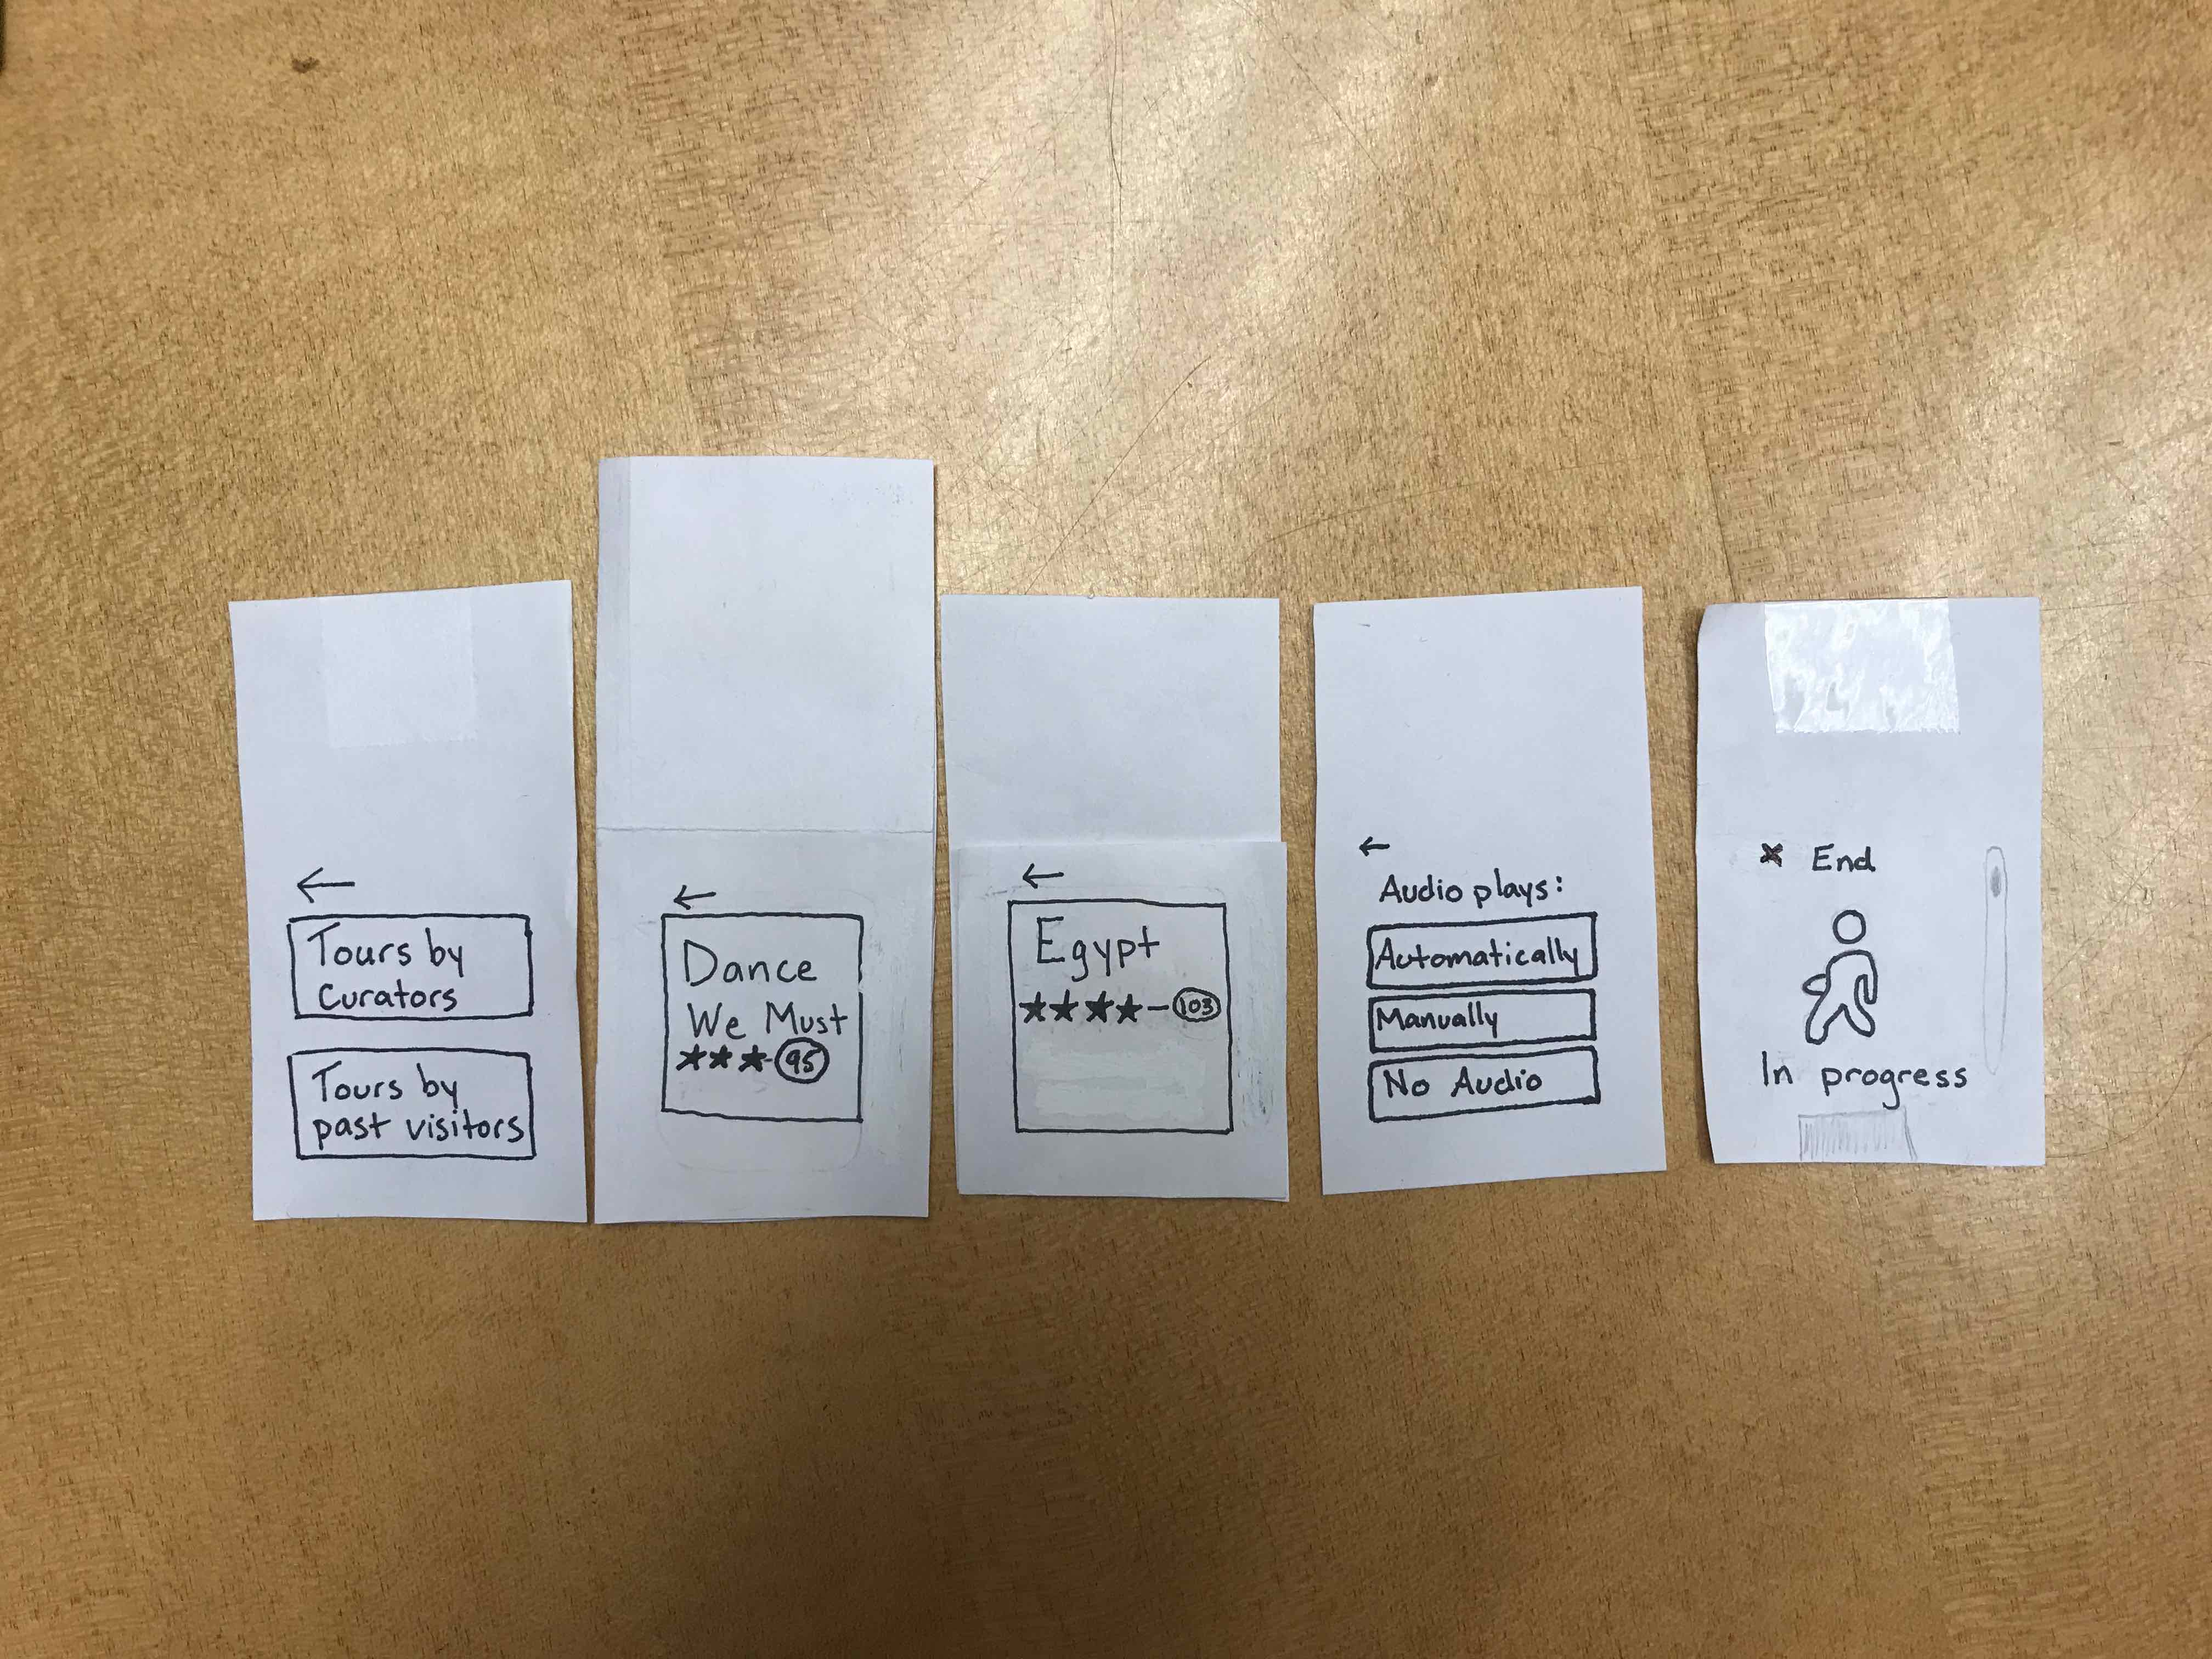 ←
Tours by
Curators
Tours by
past visitors
←
Dance
We Must
★★★-95
←
Egypt
★★★★-103
←
Audio plays:
Automatically
Manually
No Audio
x End
In progress